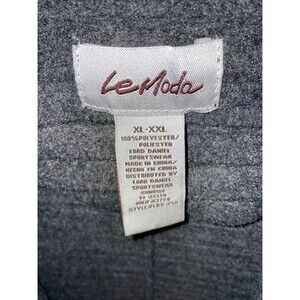 Le Moda
XL-XXL
100%POLYESTER/
POLIESTER
LORD DANIEL
SPORTSWEAR
MADE IN CHINA/
HECHO EN CHINA
DISTRIBUTED BY
LORD DANIEL
SPORTSWEAR